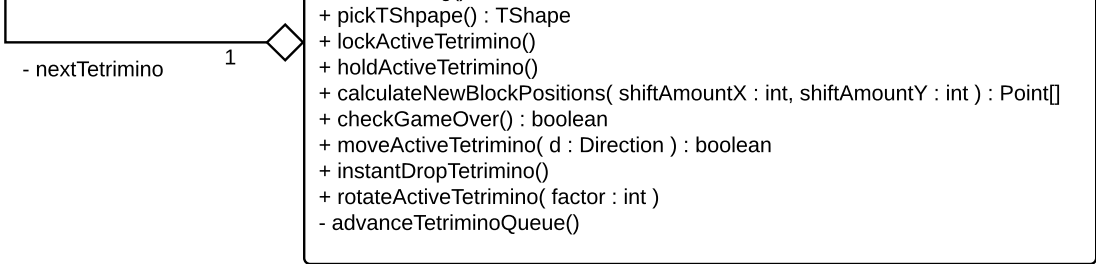 + pickTShpape() : TShape
+ lockActiveTetrimino()
1
- nextTetrimino
+ holdActiveTetrimino()
+ calculateNewBlockPositions( shiftAmountX : int, shiftAmountY : int ) : Point[]
+ checkGameOver() : boolean
+ moveActiveTetrimino( d : Direction ) : boolean
+ instantDropTetrimino()
+ rotateActiveTetrimino( factor : int )
- advanceTetriminoQueue()